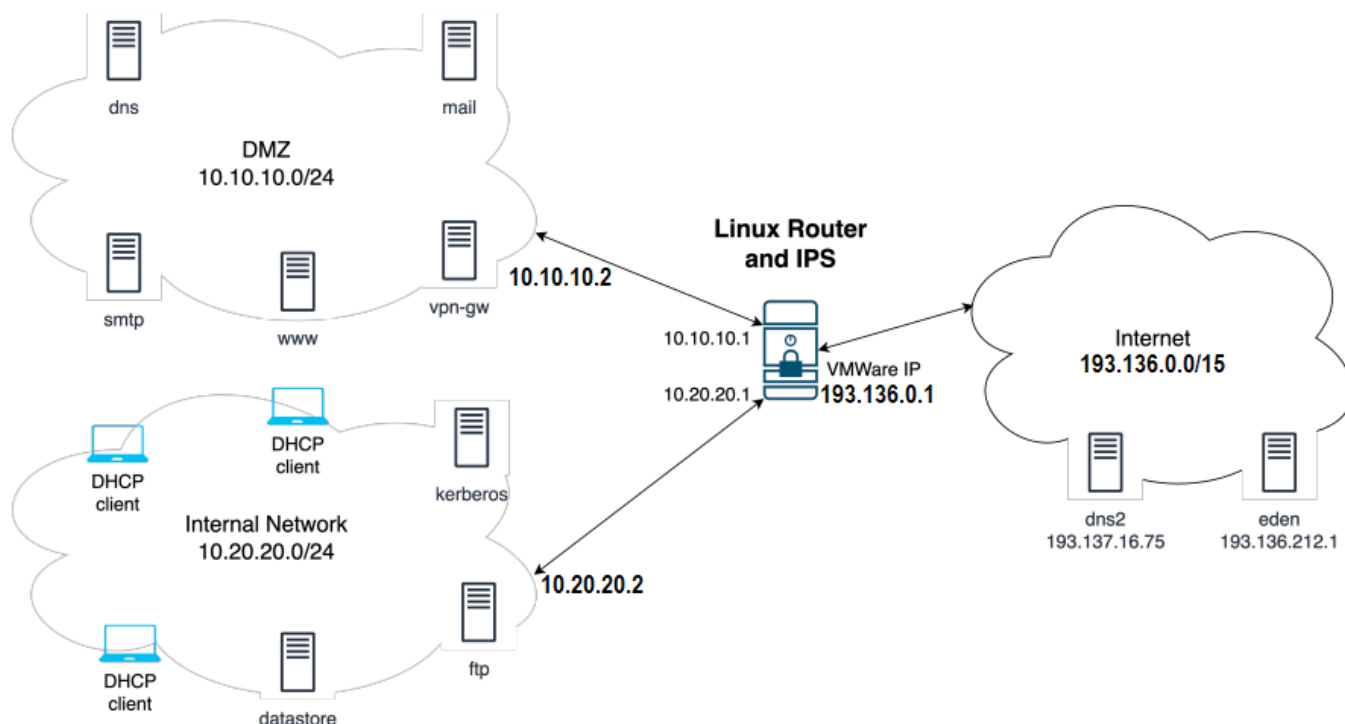 dns
mail
DMZ
10.10.10.0/24
smtp
www
vpn-gw
10.10.10.2
Linux Router
and IPS
10.10.10.1
VMWare IP
10.20.20.1
193.136.0.1
Internet
193.136.0.0/15
dns2
193.137.16.75
eden
193.136.212.1
DHCP
client
DHCP
client
kerberos
Internal Network
10.20.20.0/24
10.20.20.2
DHCP
client
datastore
ftp